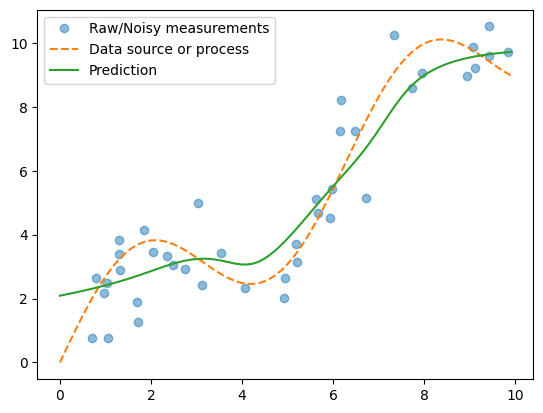 Raw/Noisy measurements
Data source or process
Prediction
10
8
6
4
2
0
0 2 4 6 8 10